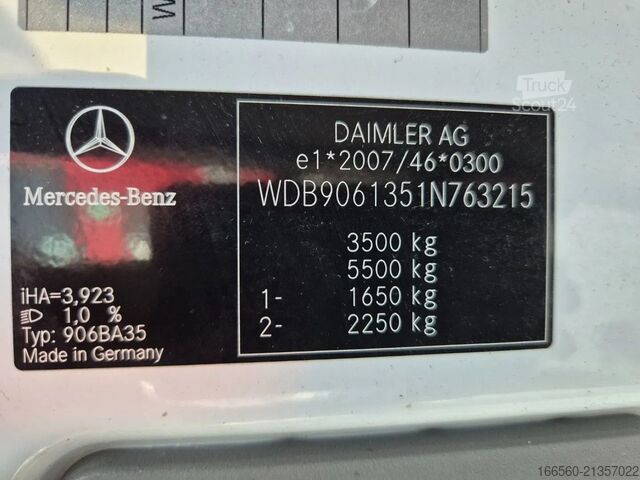 Truck
Scout24
DAIMLER AG
e1*2007/46*0300
WDB9061351N763215
3500 kg
5500 kg
1- 1650 kg
2- 2250 kg
Mercedes-Benz
iHA=3,923
1,0 %
Typ: 906BA35
Made in Germany
166560-21357022